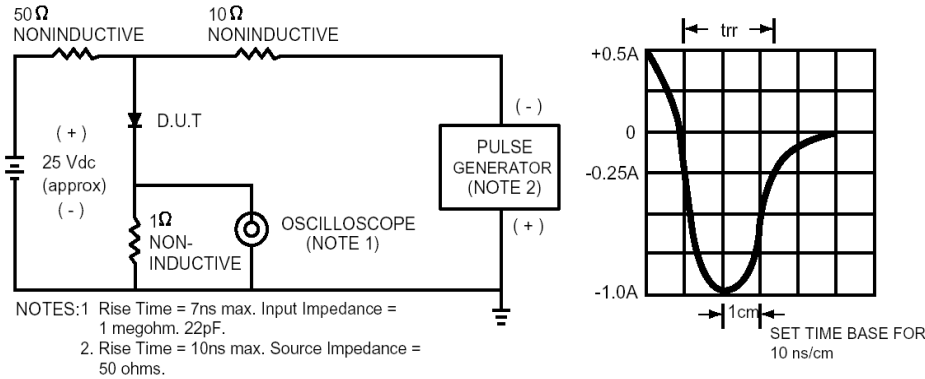 50 Ω
NONINDUCTIVE
10 Ω
NONINDUCTIVE
D.U.T
( + )
25 Vdc
(approx)
( - )
1Ω
NON-
INDUCTIVE
OSCILLOSCOPE
(NOTE 1)
( - )
PULSE
GENERATOR
(NOTE 2)
( + )
NOTES:1 Rise Time = 7ns max. Input Impedance =
1 megohm. 22pF.
2. Rise Time = 10ns max. Source Impedance =
50 ohms.
trr
+0.5A
0
-0.25A
-1.0A
1cm
SET TIME BASE FOR
10 ns/cm